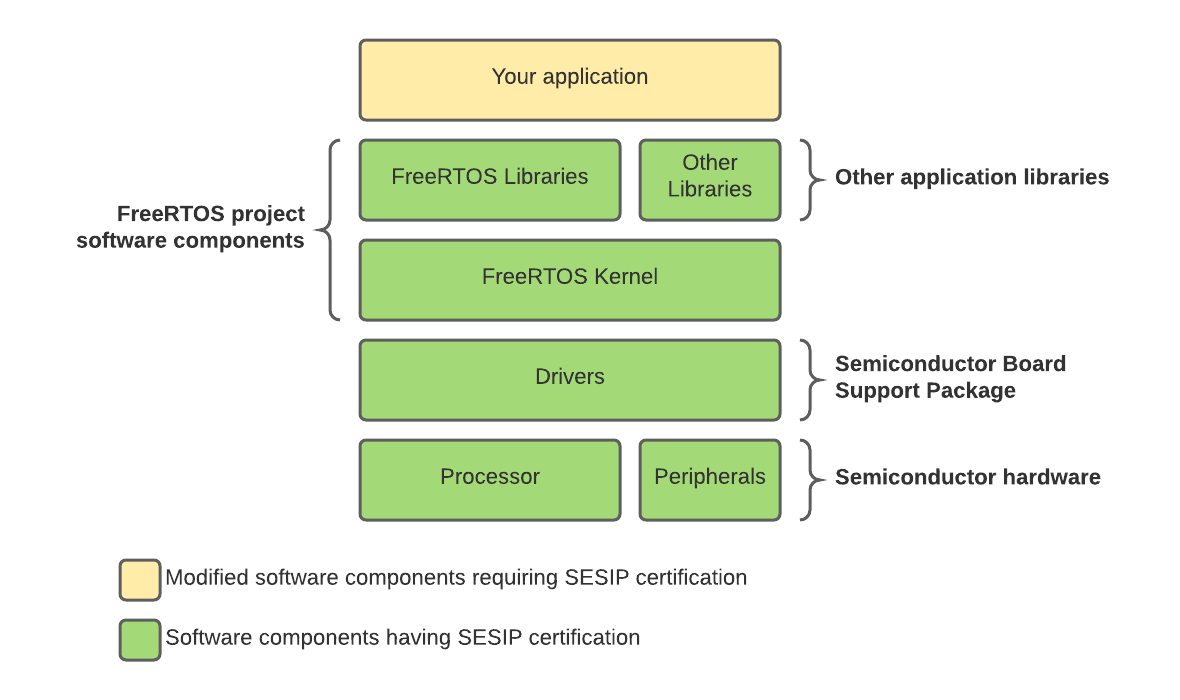 Your application
FreeRTOS Libraries
Other
Libraries
Other application libraries
FreeRTOS project
software components
FreeRTOS Kernel
Drivers
Semiconductor Board
Support Package
Processor
Peripherals
Semiconductor hardware
Modified software components requiring SESIP certification
Software components having SESIP certification